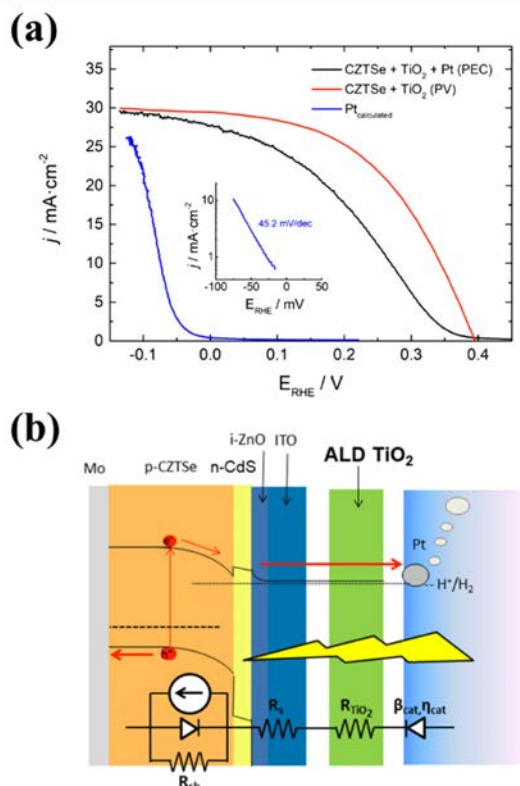 (a)
35
30
25
20
15
10
5
0
j / mA·cm⁻²
CZTSe + TiO₂ + Pt (PEC)
CZTSe + TiO₂ (PV)
Pt_calculated
10
1
j / mA·cm⁻²
45.2 mV/dec
-100 -50 0 50
E_RHE / mV
-0.1 0.0 0.1 0.2 0.3 0.4
E_RHE / V
(b)
i-ZnO ITO
Mo p-CZTSe n-CdS ALD TiO₂
Pt
H⁺/H₂
R_s R_TiO₂ β_cat,η_cat
R_sh